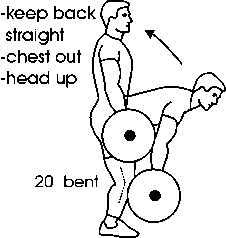 -keep back
straight
-chest out
-head up
20 bent